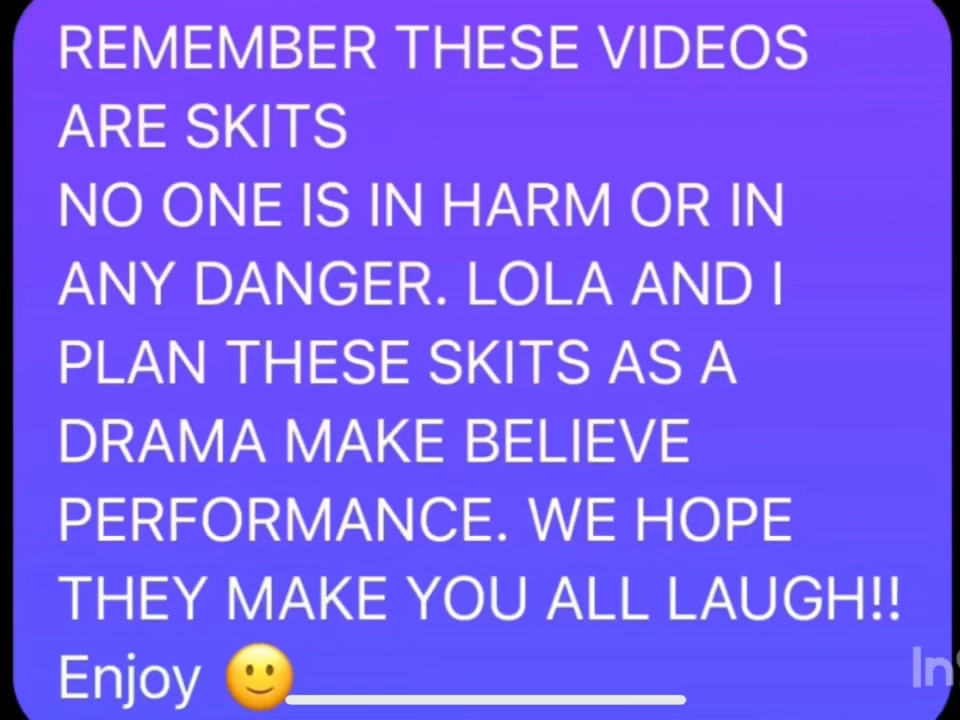 REMEMBER THESE VIDEOS
ARE SKITS
NO ONE IS IN HARM OR IN
ANY DANGER. LOLA AND I
PLAN THESE SKITS AS A
DRAMA MAKE BELIEVE
PERFORMANCE. WE HOPE
THEY MAKE YOU ALL LAUGH!!
Enjoy 🙂